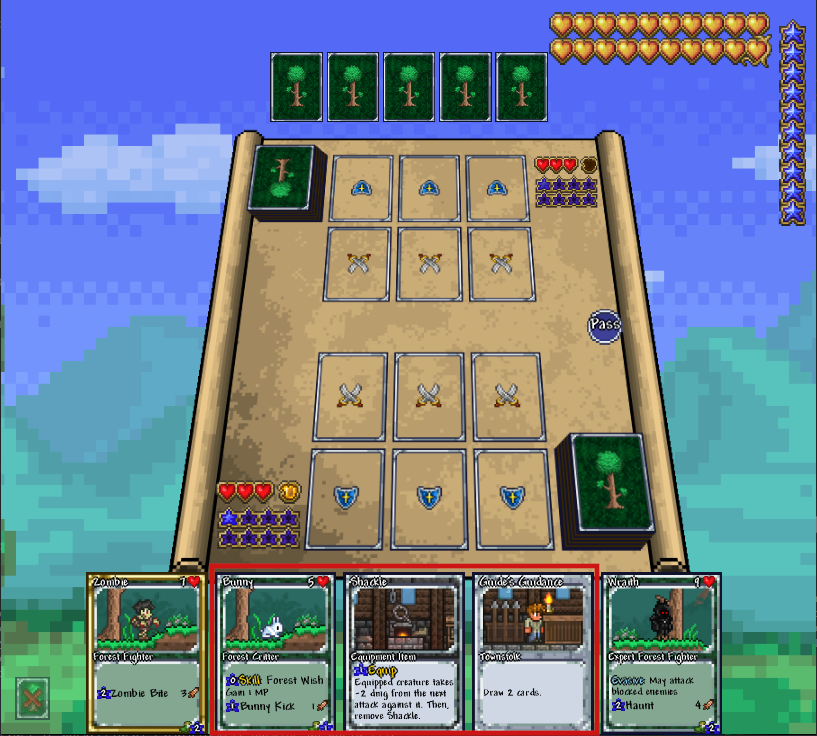 Pass
Zombie 7
Forest Fighter
2 Zombie Bite 3
2
Bunny 5
Forest Critter
0 Skill: Forest Wish
Gain 1 MP
1 Bunny Kick 1
1
Shackle
Equipment Item
1 Equip
Equipped creature takes
-2 dmg from the next
attack against it. Then,
remove Shackle.
Guide's Guidance
Townsfolk
Draw 2 cards.
Wraith 9
Expert Forest Fighter
Evasive: May attack
blocked enemies
2 Haunt 4
2